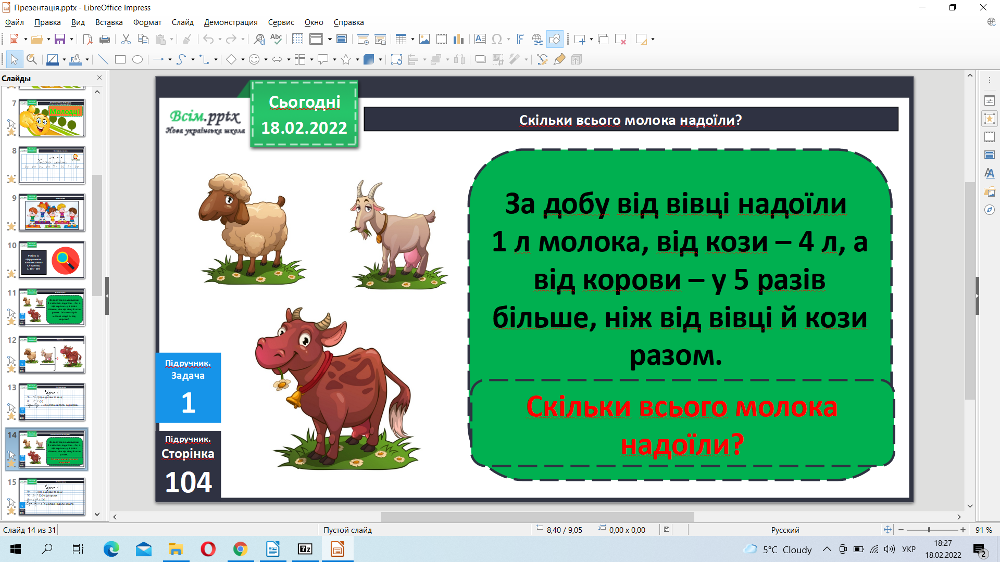 Презентація.pptx - LibreOffice Impress
Файл Правка Вид Вставка Формат Слайд Демонстрация Сервис Окно Справка
Слайды
7
Молодці!
8
9
10
11
12
13
14
15
Всім.pptx
Нова українська школа
Сьогодні
18.02.2022
Скільки всього молока надоїли?
За добу від вівці надоїли
1 л молока, від кози – 4 л, а
від корови – у 5 разів
більше, ніж від вівці й кози
разом.
Скільки всього молока
надоїли?
Підручник.
Задача
1
Підручник.
Сторінка
104
Слайд 14 из 31
Пустой слайд
8,40 / 9,05
0,00 x 0,00
Русский
91 %
5°C Cloudy
УКР
18:27
18.02.2022
2